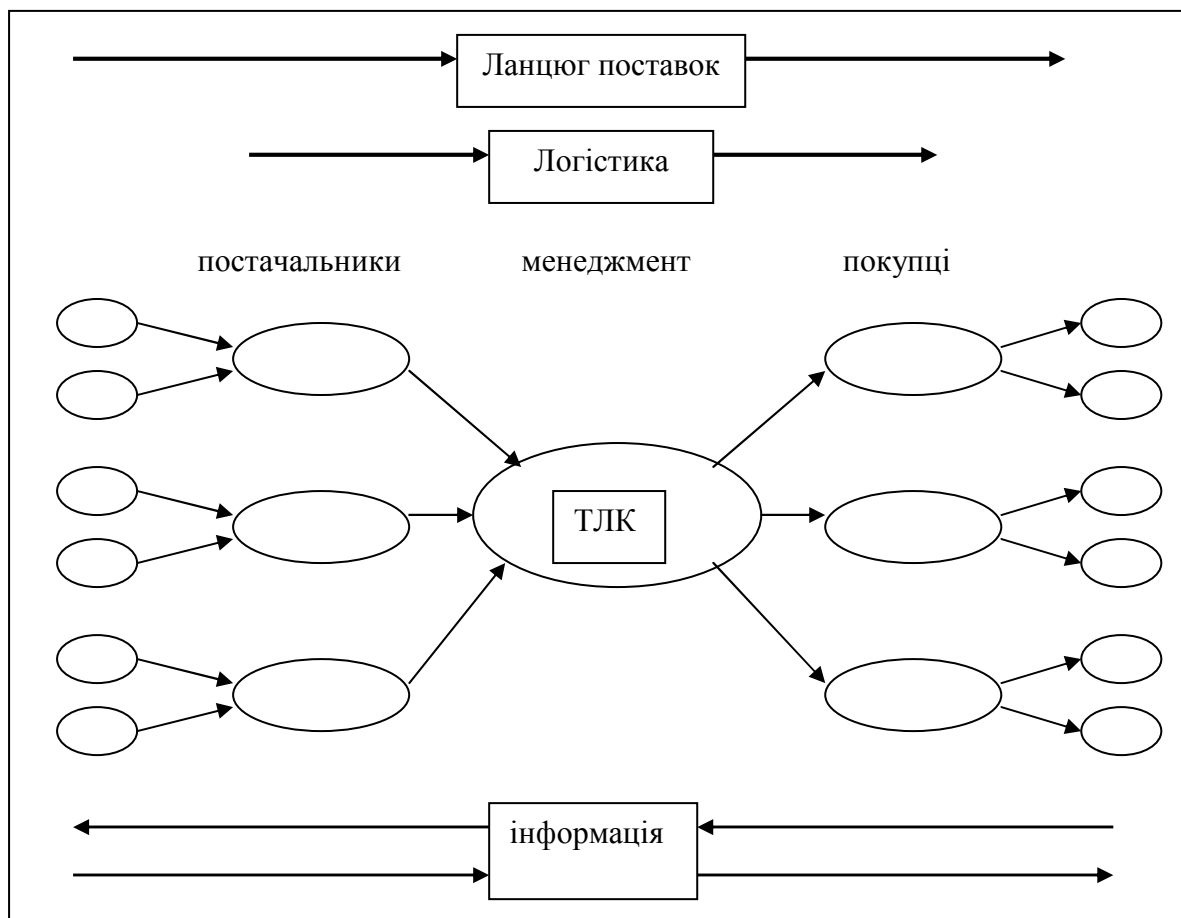 Ланцюг поставок
Логістика
постачальники менеджмент покупці
ТЛК
інформація